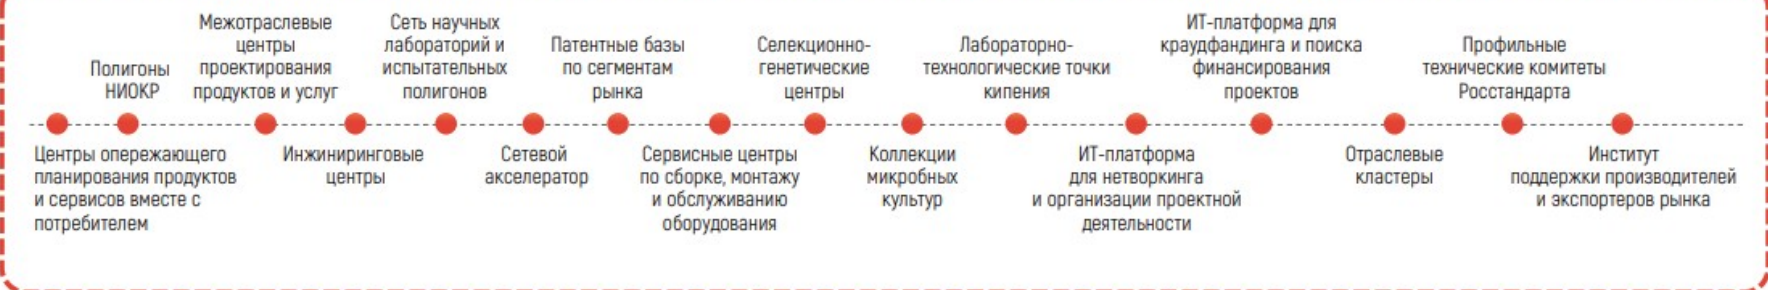 Полигоны
НИОКР
Межотраслевые
центры
проектирования
продуктов и услуг
Сеть научных
лабораторий и
испытательных
полигонов
Патентные базы
по сегментам
рынка
Селекционно-
генетические
центры
Лабораторно-
технологические точки
кипения
ИТ-платформа для
краудфандинга и поиска
финансирования
проектов
Профильные
технические комитеты
Росстандарта
Центры опережающего
планирования продуктов
и сервисов вместе с
потребителем
Инжиниринговые
центры
Сетевой
акселератор
Сервисные центры
по сборке, монтажу
и обслуживанию
оборудования
Коллекции
микробных
культур
ИТ-платформа
для нетворкинга
и организации проектной
деятельности
Отраслевые
кластеры
Институт
поддержки производителей
и экспортеров рынка